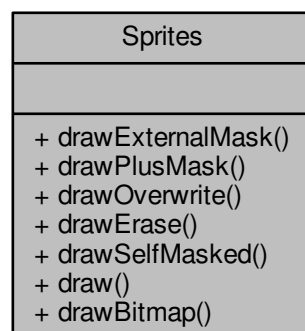 Sprites
+ drawExternalMask()
+ drawPlusMask()
+ drawOverwrite()
+ drawErase()
+ drawSelfMasked()
+ draw()
+ drawBitmap()